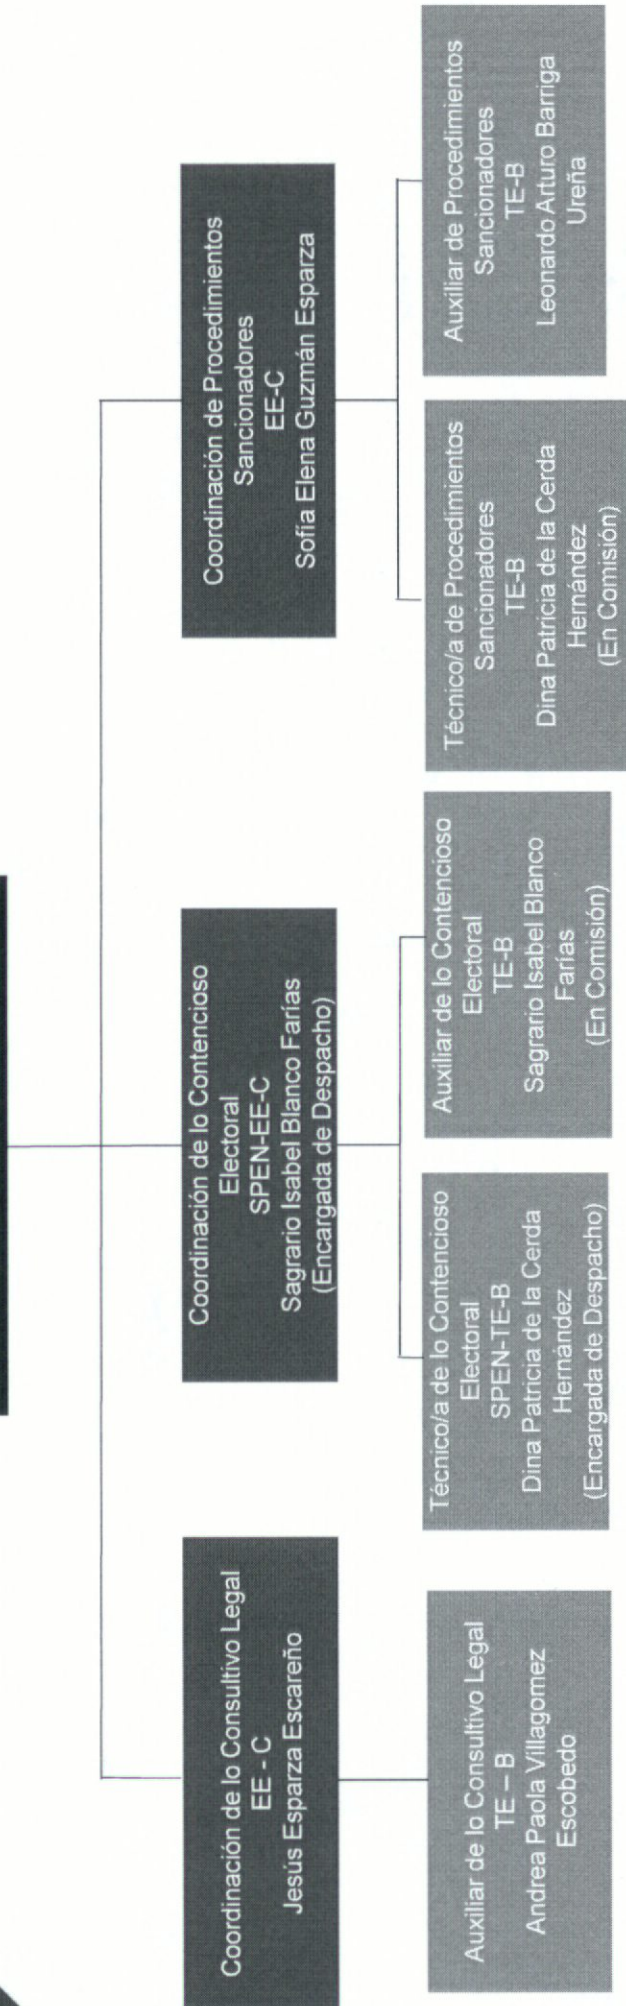 Coordinación de lo Consultivo Legal
EE - C
Jesús Esparza Escareño
Coordinación de lo Contencioso
Electoral
SPEN-EE-C
Sagrario Isabel Blanco Farías
(Encargada de Despacho)
Coordinación de Procedimientos
Sancionadores
EE-C
Sofía Elena Guzmán Esparza
Auxiliar de lo Consultivo Legal
TE – B
Andrea Paola Villagomez
Escobedo
Técnico/a de lo Contencioso
Electoral
SPEN-TE-B
Dina Patricia de la Cerda
Hernández
(Encargada de Despacho)
Auxiliar de lo Contencioso
Electoral
TE-B
Sagrario Isabel Blanco
Farías
(En Comisión)
Técnico/a de Procedimientos
Sancionadores
TE-B
Dina Patricia de la Cerda
Hernández
(En Comisión)
Auxiliar de Procedimientos
Sancionadores
TE-B
Leonardo Arturo Barriga
Ureña